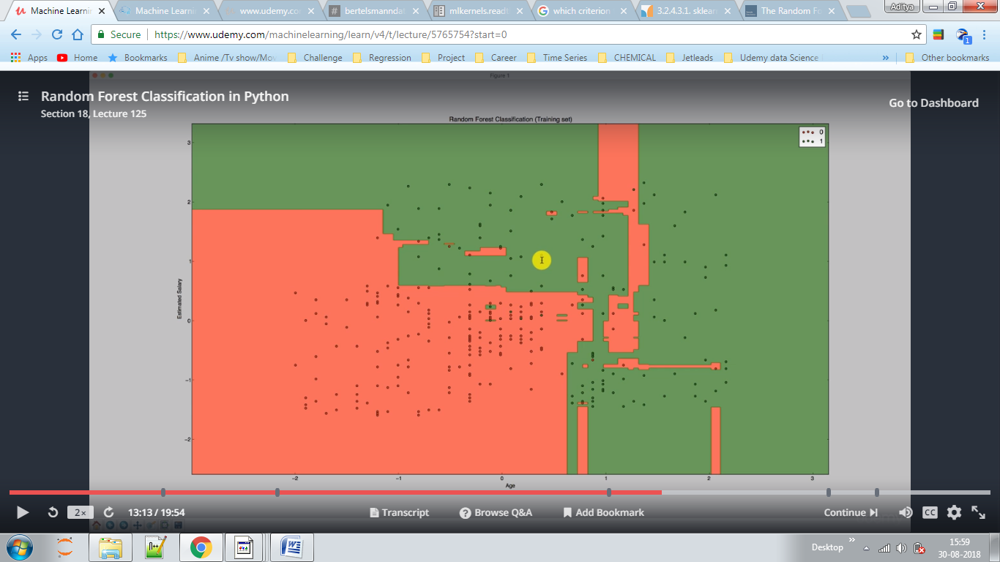 Machine Learni
Machine Learni
www.udemy.co
bertelsmannda
mlkernels.readt
which criterion
3.2.4.3.1. sklear
The Random Fo
Aditya
Secure
https://www.udemy.com/machinelearning/learn/v4/t/lecture/5765754?start=0
1
Apps
Home
Bookmarks
Anime /Tv show/Mov
Challenge
Regression
Project
Career
Time Series
CHEMICAL
Jetleads
Udemy data Science
»
Other bookmarks
Figure 1
Random Forest Classification in Python
Section 18, Lecture 125
Go to Dashboard
Random Forest Classification (Training set)
0
1
3
2
1
0
−1
−2
Estimated Salary
−2
−1
0
1
2
3
Age
2×
13:13 / 19:54
Transcript
Browse Q&A
Add Bookmark
Continue
CC
Desktop
»
15:59
30-08-2018